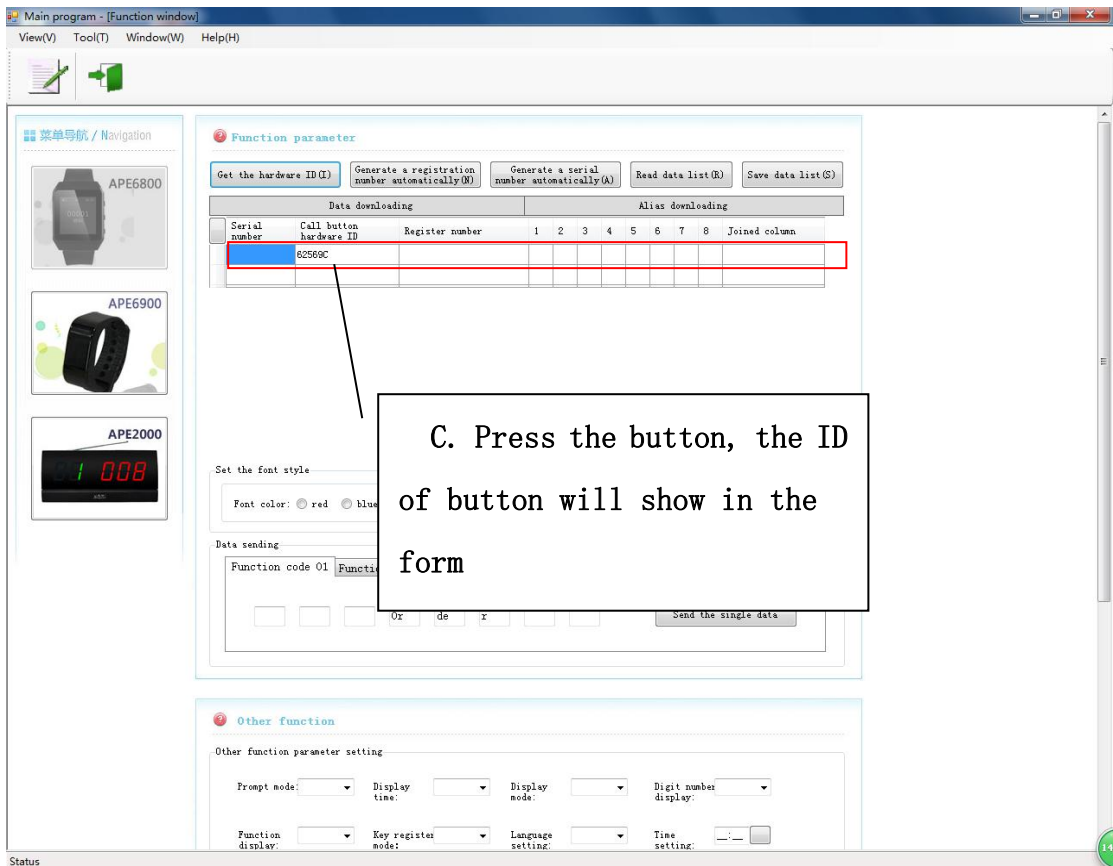 Main program - [Function window]
View(V) Tool(T) Window(W) Help(H)
菜单导航 / Navigation
APE6800
00001
APE6900
APE2000
1 008
Function parameter
Get the hardware ID(I)
Generate a registration
number automatically(N)
Generate a serial
number automatically(A)
Read data list(R)
Save data list(S)
Data downloading
Alias downloading
Serial
number
Call button
hardware ID
Register number
1 2 3 4 5 6 7 8 Joined column
62569C
C. Press the button, the ID
of button will show in the
form
Set the font style
Font color: red blue
Data sending
Function code 01
Functi
Or de r
Send the single data
Other function
Other function parameter setting
Prompt mode:
Display
time:
Display
mode:
Digit number
display:
Function
display:
Key register
mode:
Language
setting:
Time
setting:
__:__
14
Status